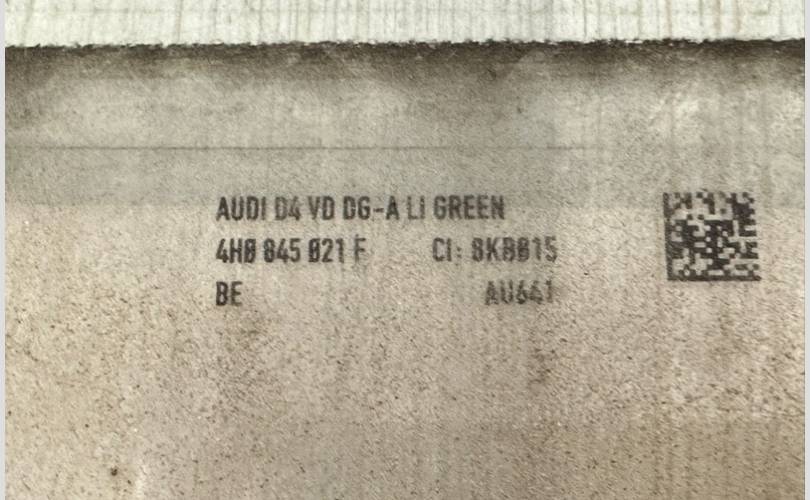 AUDI D4 VD DG-A LI GREEN
4H0 845 021 F CI: 8KB015
BE AU641